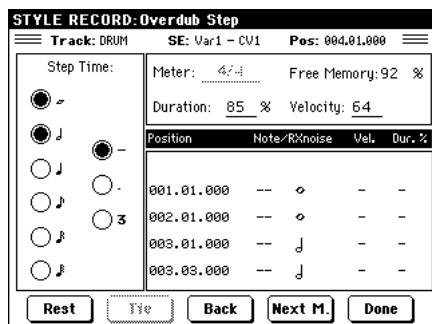 STYLE RECORD:Overdub Step
Track: DRUM SE: Var1 - CV1 Pos: 004.01.000
Step Time:
Meter: 4/4 Free Memory:92 %
Duration: 85 % Velocity: 64
Position Note/RXnoise Vel. Dur.%
001.01.000 -- - -
002.01.000 -- - -
003.01.000 -- - -
003.03.000 -- - -
-
.
3
Rest Tie Back Next M. Done